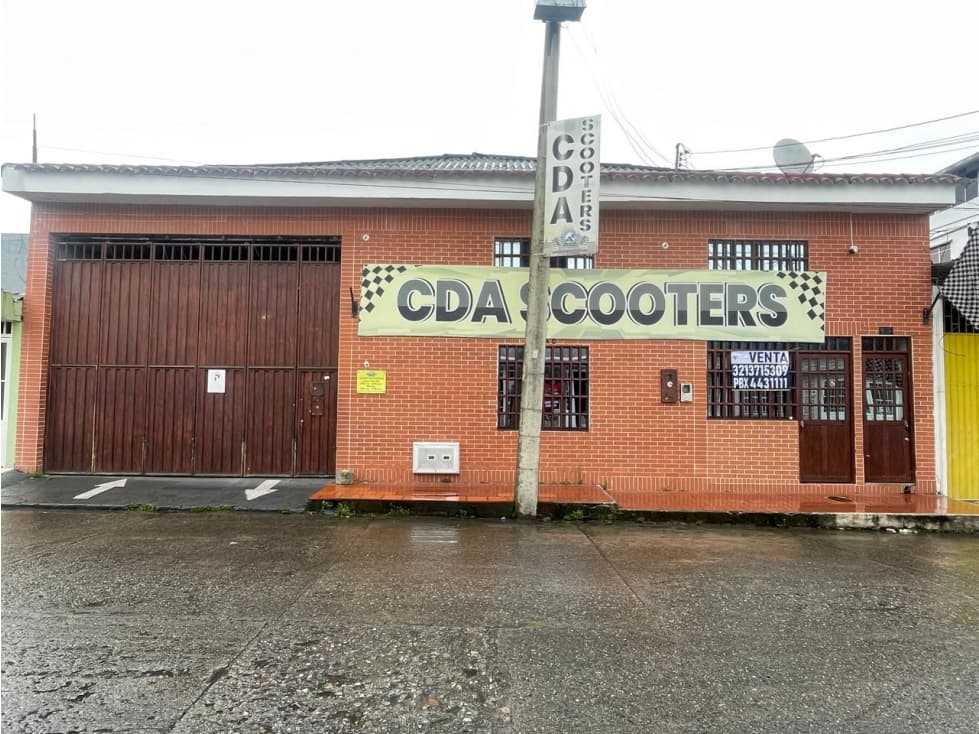 CDA
SCOOTERS
CDA SCOOTERS
VENTA
3213715309
PBX 4431111